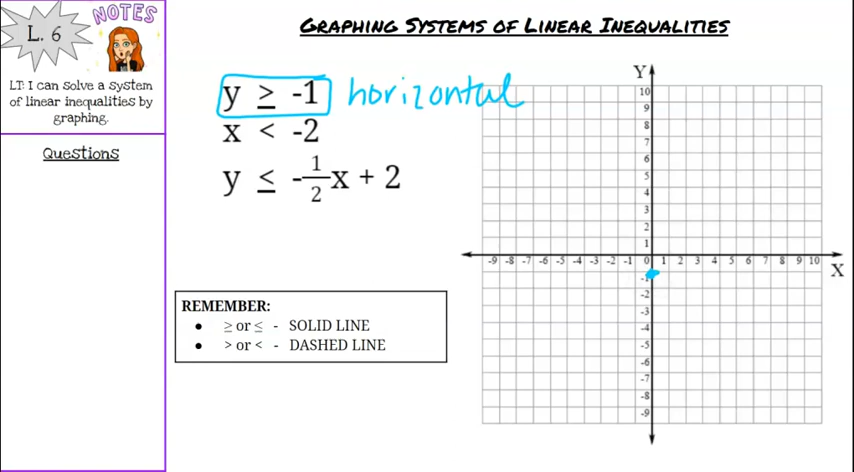 NOTES
L. 6
GRAPHING SYSTEMS OF LINEAR INEQUALITIES
LT: I can solve a system
of linear inequalities by
graphing.
Questions
y ≥ -1 horizontal
x < -2
y ≤ -1/2x + 2
REMEMBER:
● ≥ or ≤ - SOLID LINE
● > or < - DASHED LINE
Y
10
9
8
7
6
5
4
3
2
1
-9 -8 -7 -6 -5 -4 -3 -2 -1 0 1 2 3 4 5 6 7 8 9 10
X
-1
-2
-3
-4
-5
-6
-7
-8
-9